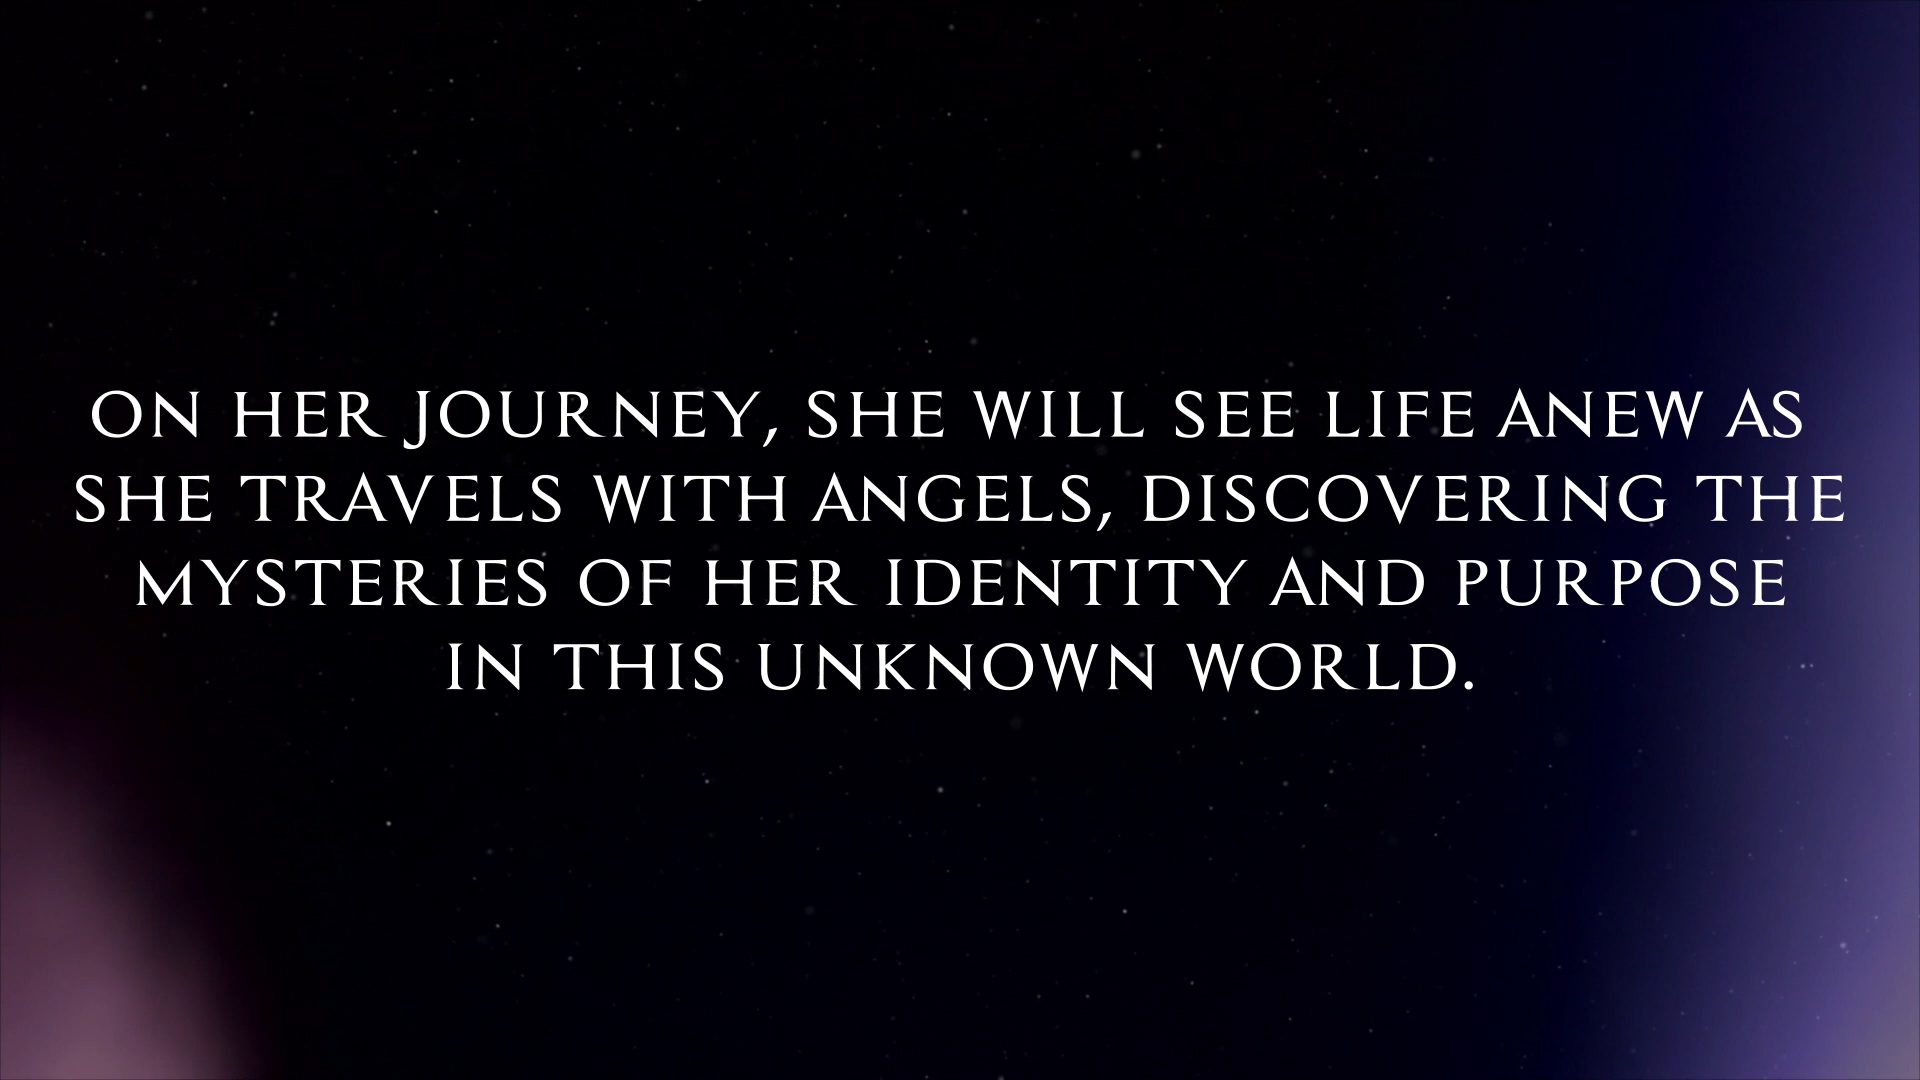 ON HER JOURNEY, SHE WILL SEE LIFE ANEW AS
SHE TRAVELS WITH ANGELS, DISCOVERING THE
MYSTERIES OF HER IDENTITY AND PURPOSE
IN THIS UNKNOWN WORLD.